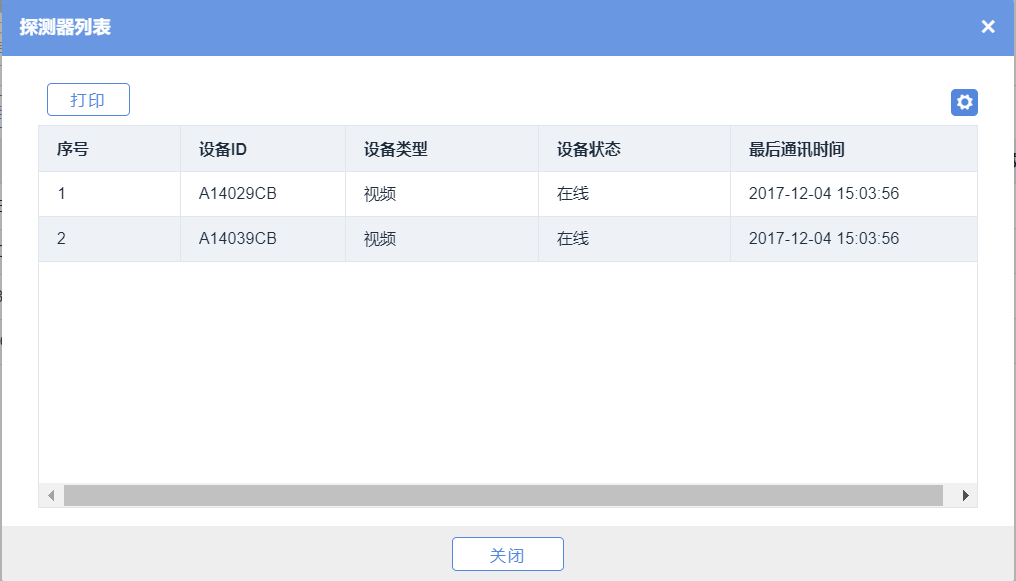 探测器列表
打印
序号 设备ID 设备类型 设备状态 最后通讯时间
1 A14029CB 视频 在线 2017-12-04 15:03:56
2 A14039CB 视频 在线 2017-12-04 15:03:56
关闭